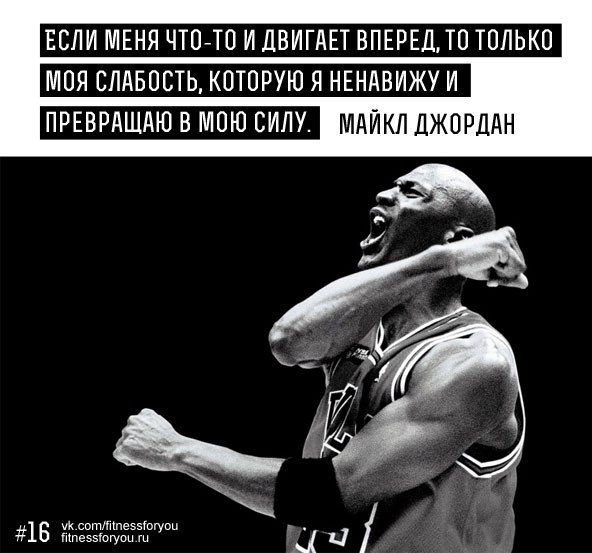 ЕСЛИ МЕНЯ ЧТО-ТО И ДВИГАЕТ ВПЕРЕД, ТО ТОЛЬКО
МОЯ СЛАБОСТЬ, КОТОРУЮ Я НЕНАВИЖУ И
ПРЕВРАЩАЮ В МОЮ СИЛУ. МАЙКЛ ДЖОРДАН
#16 vk.com/fitnessforyou
fitnessforyou.ru